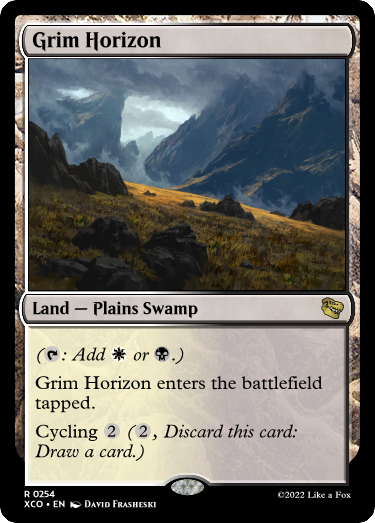 Grim Horizon
Land — Plains Swamp
(: Add or .)
Grim Horizon enters the battlefield
tapped.
Cycling 2 (2, Discard this card:
Draw a card.)
R 0254
XCO • EN David Frasheski
©2022 Like a Fox